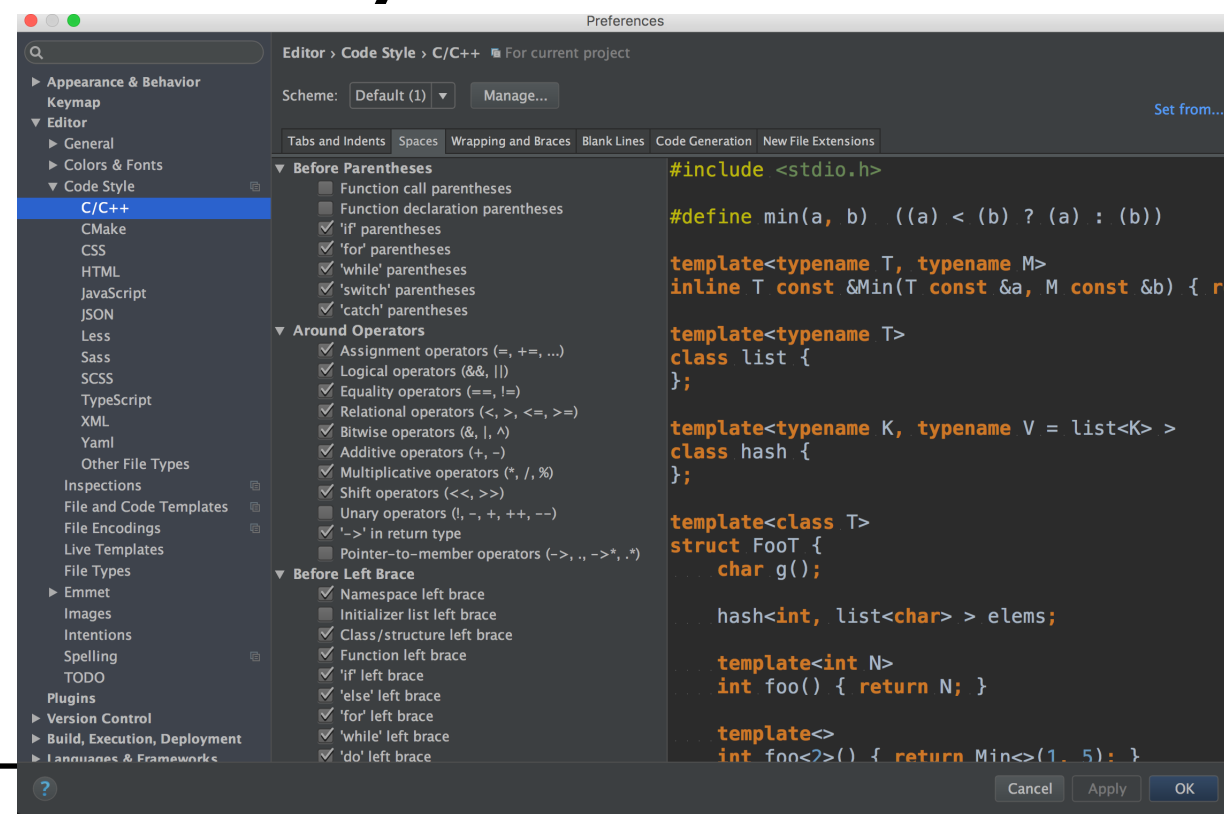 Preferences
Editor › Code Style › C/C++ For current project
Scheme: Default (1) Manage...
Set from...
Tabs and Indents Spaces Wrapping and Braces Blank Lines Code Generation New File Extensions
Appearance & Behavior
Keymap
Editor
General
Colors & Fonts
Code Style
C/C++
CMake
CSS
HTML
JavaScript
JSON
Less
Sass
SCSS
TypeScript
XML
Yaml
Other File Types
Inspections
File and Code Templates
File Encodings
Live Templates
File Types
Emmet
Images
Intentions
Spelling
TODO
Plugins
Version Control
Build, Execution, Deployment
Languages & Frameworks
Before Parentheses
Function call parentheses
Function declaration parentheses
'if' parentheses
'for' parentheses
'while' parentheses
'switch' parentheses
'catch' parentheses
Around Operators
Assignment operators (=, +=, ...)
Logical operators (&&, ||)
Equality operators (==, !=)
Relational operators (<, >, <=, >=)
Bitwise operators (&, |, ^)
Additive operators (+, -)
Multiplicative operators (*, /, %)
Shift operators (<<, >>)
Unary operators (!, -, +, ++, --)
'->' in return type
Pointer-to-member operators (->, ., ->*, .*)
Before Left Brace
Namespace left brace
Initializer list left brace
Class/structure left brace
Function left brace
'if' left brace
'else' left brace
'for' left brace
'while' left brace
'do' left brace
#include <stdio.h>
#define min(a, b) ((a) < (b) ? (a) : (b))
template<typename T, typename M>
inline T const &Min(T const &a, M const &b) { r
template<typename T>
class list {
};
template<typename K, typename V = list<K> >
class hash {
};
template<class T>
struct FooT {
char g();
hash<int, list<char> > elems;
template<int N>
int foo() { return N; }
template<>
int foo<2>() { return Min<>(1, 5); }
?
Cancel Apply OK